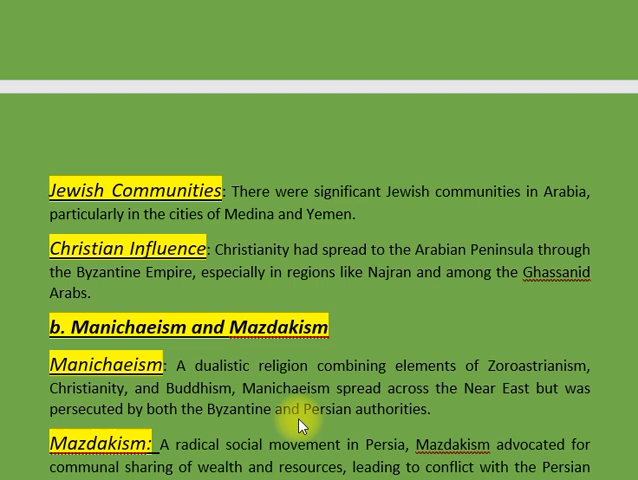 Jewish Communities: There were significant Jewish communities in Arabia,
particularly in the cities of Medina and Yemen.
Christian Influence: Christianity had spread to the Arabian Peninsula through
the Byzantine Empire, especially in regions like Najran and among the Ghassanid
Arabs.
b. Manichaeism and Mazdakism
Manichaeism: A dualistic religion combining elements of Zoroastrianism,
Christianity, and Buddhism, Manichaeism spread across the Near East but was
persecuted by both the Byzantine and Persian authorities.
Mazdakism: A radical social movement in Persia, Mazdakism advocated for
communal sharing of wealth and resources, leading to conflict with the Persian